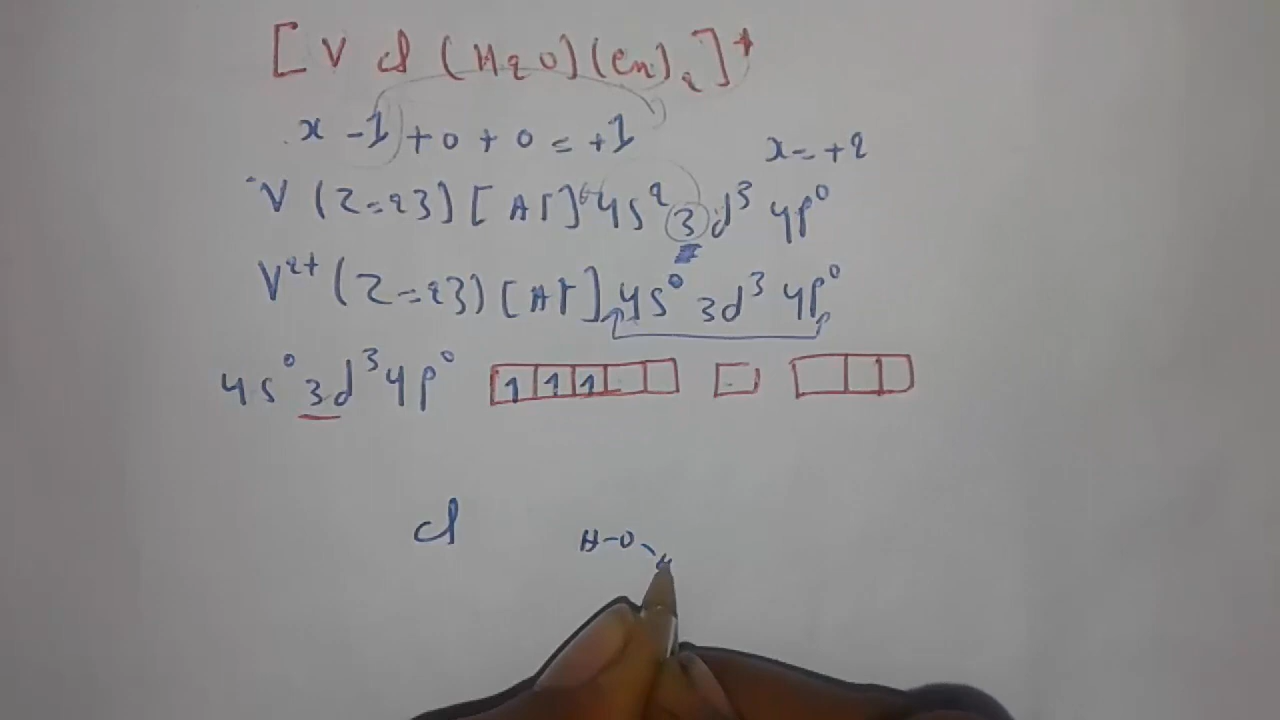 [V Cl (H2O)(en)2]+
x -1 + 0 + 0 = +1 x = +2
V (Z=23) [Ar] 4s² 3d³ 4p⁰
V²⁺ (Z=23) [Ar] 4s⁰ 3d³ 4p⁰
4s⁰ 3d³ 4p⁰ 1 1 1
Cl H-O